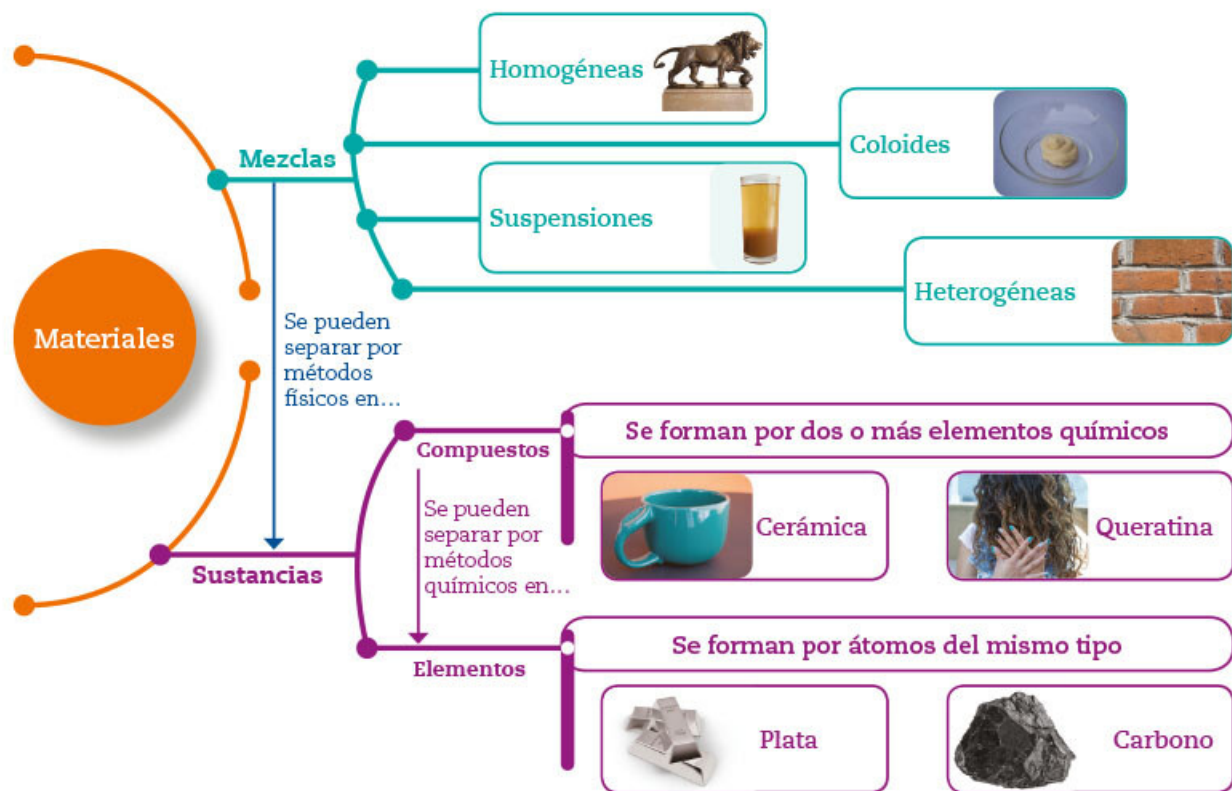 Homogéneas
Coloides
Mezclas
Suspensiones
Heterogéneas
Materiales
Se pueden
separar por
métodos
físicos en...
Compuestos
Se forman por dos o más elementos químicos
Se pueden
separar por
métodos
químicos en...
Cerámica
Queratina
Sustancias
Elementos
Se forman por átomos del mismo tipo
Plata
Carbono